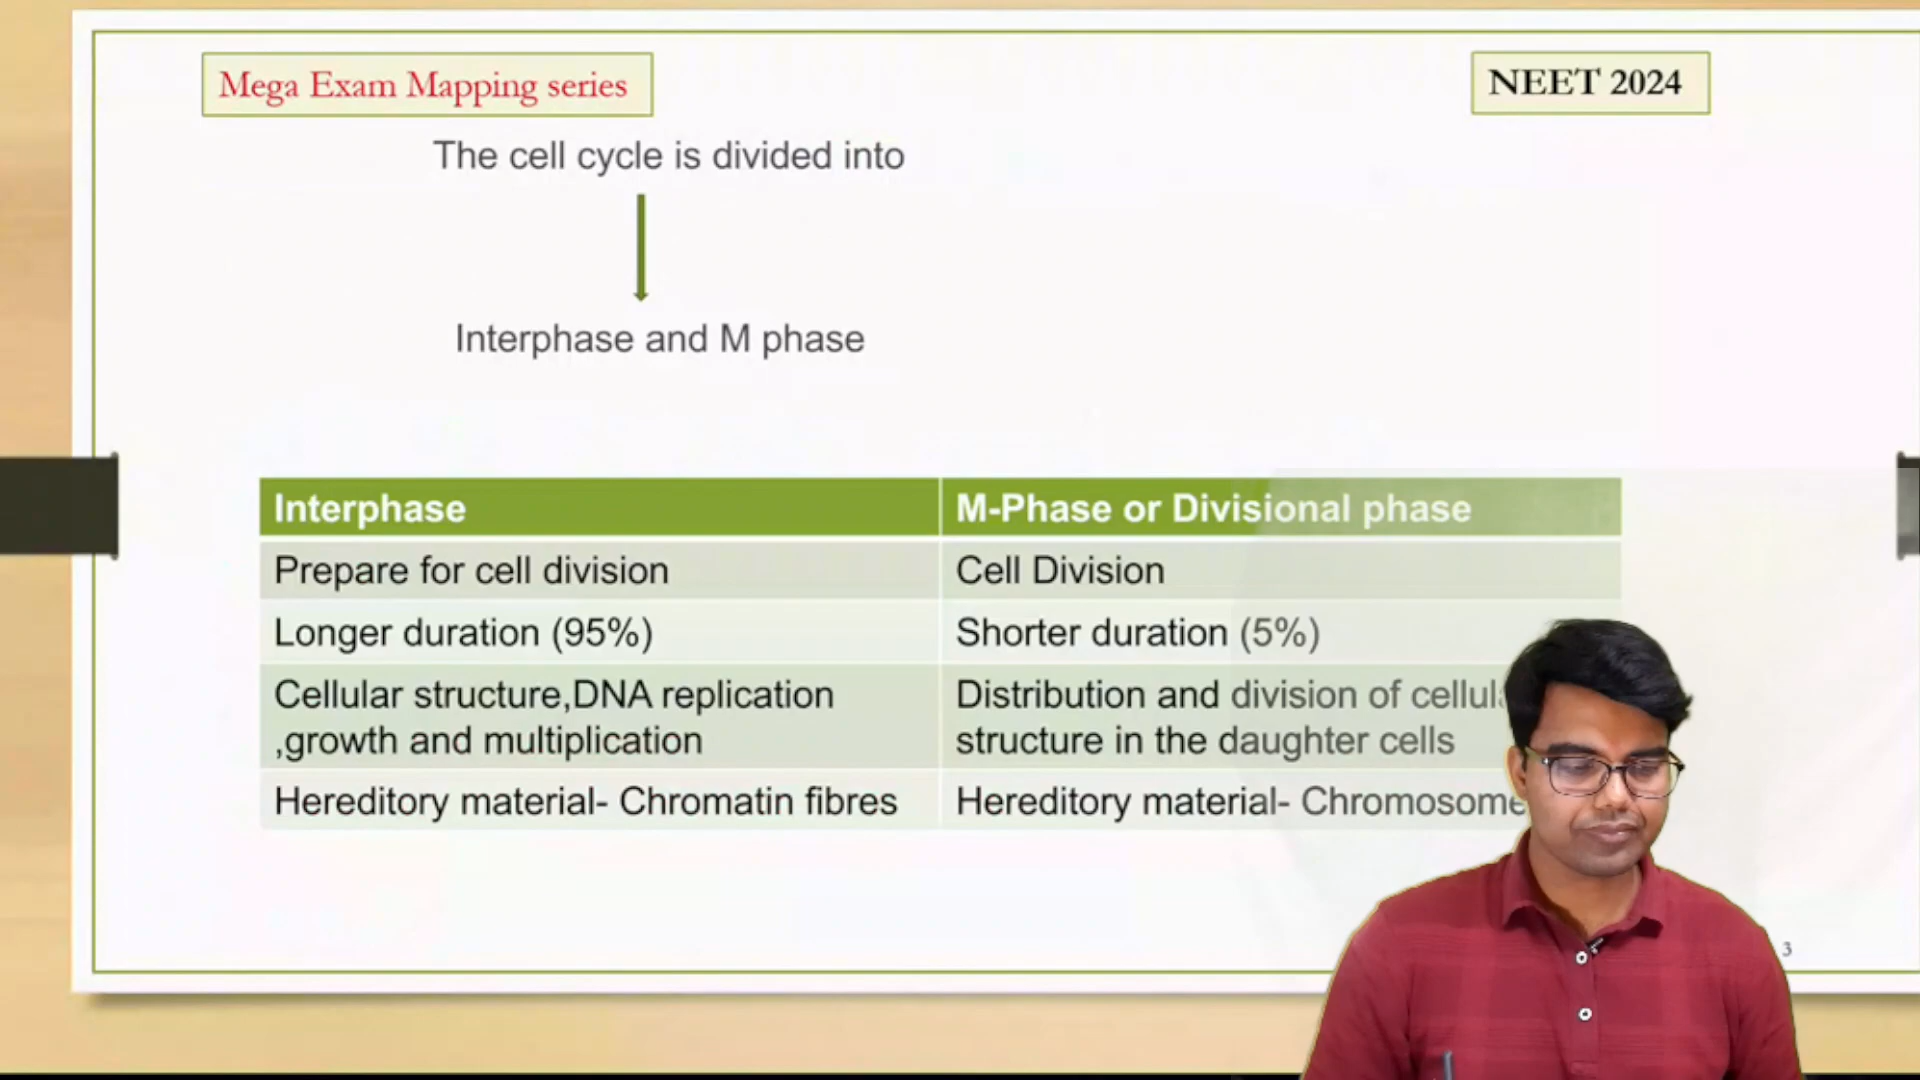 Mega Exam Mapping series
NEET 2024
The cell cycle is divided into
Interphase and M phase
Interphase
M-Phase or Divisional phase
Prepare for cell division
Cell Division
Longer duration (95%)
Shorter duration (5%)
Cellular structure,DNA replication
,growth and multiplication
Distribution and division of
structure in the daughter cells
Hereditory material- Chromatin fibres
Hereditory material- Chromosome
3